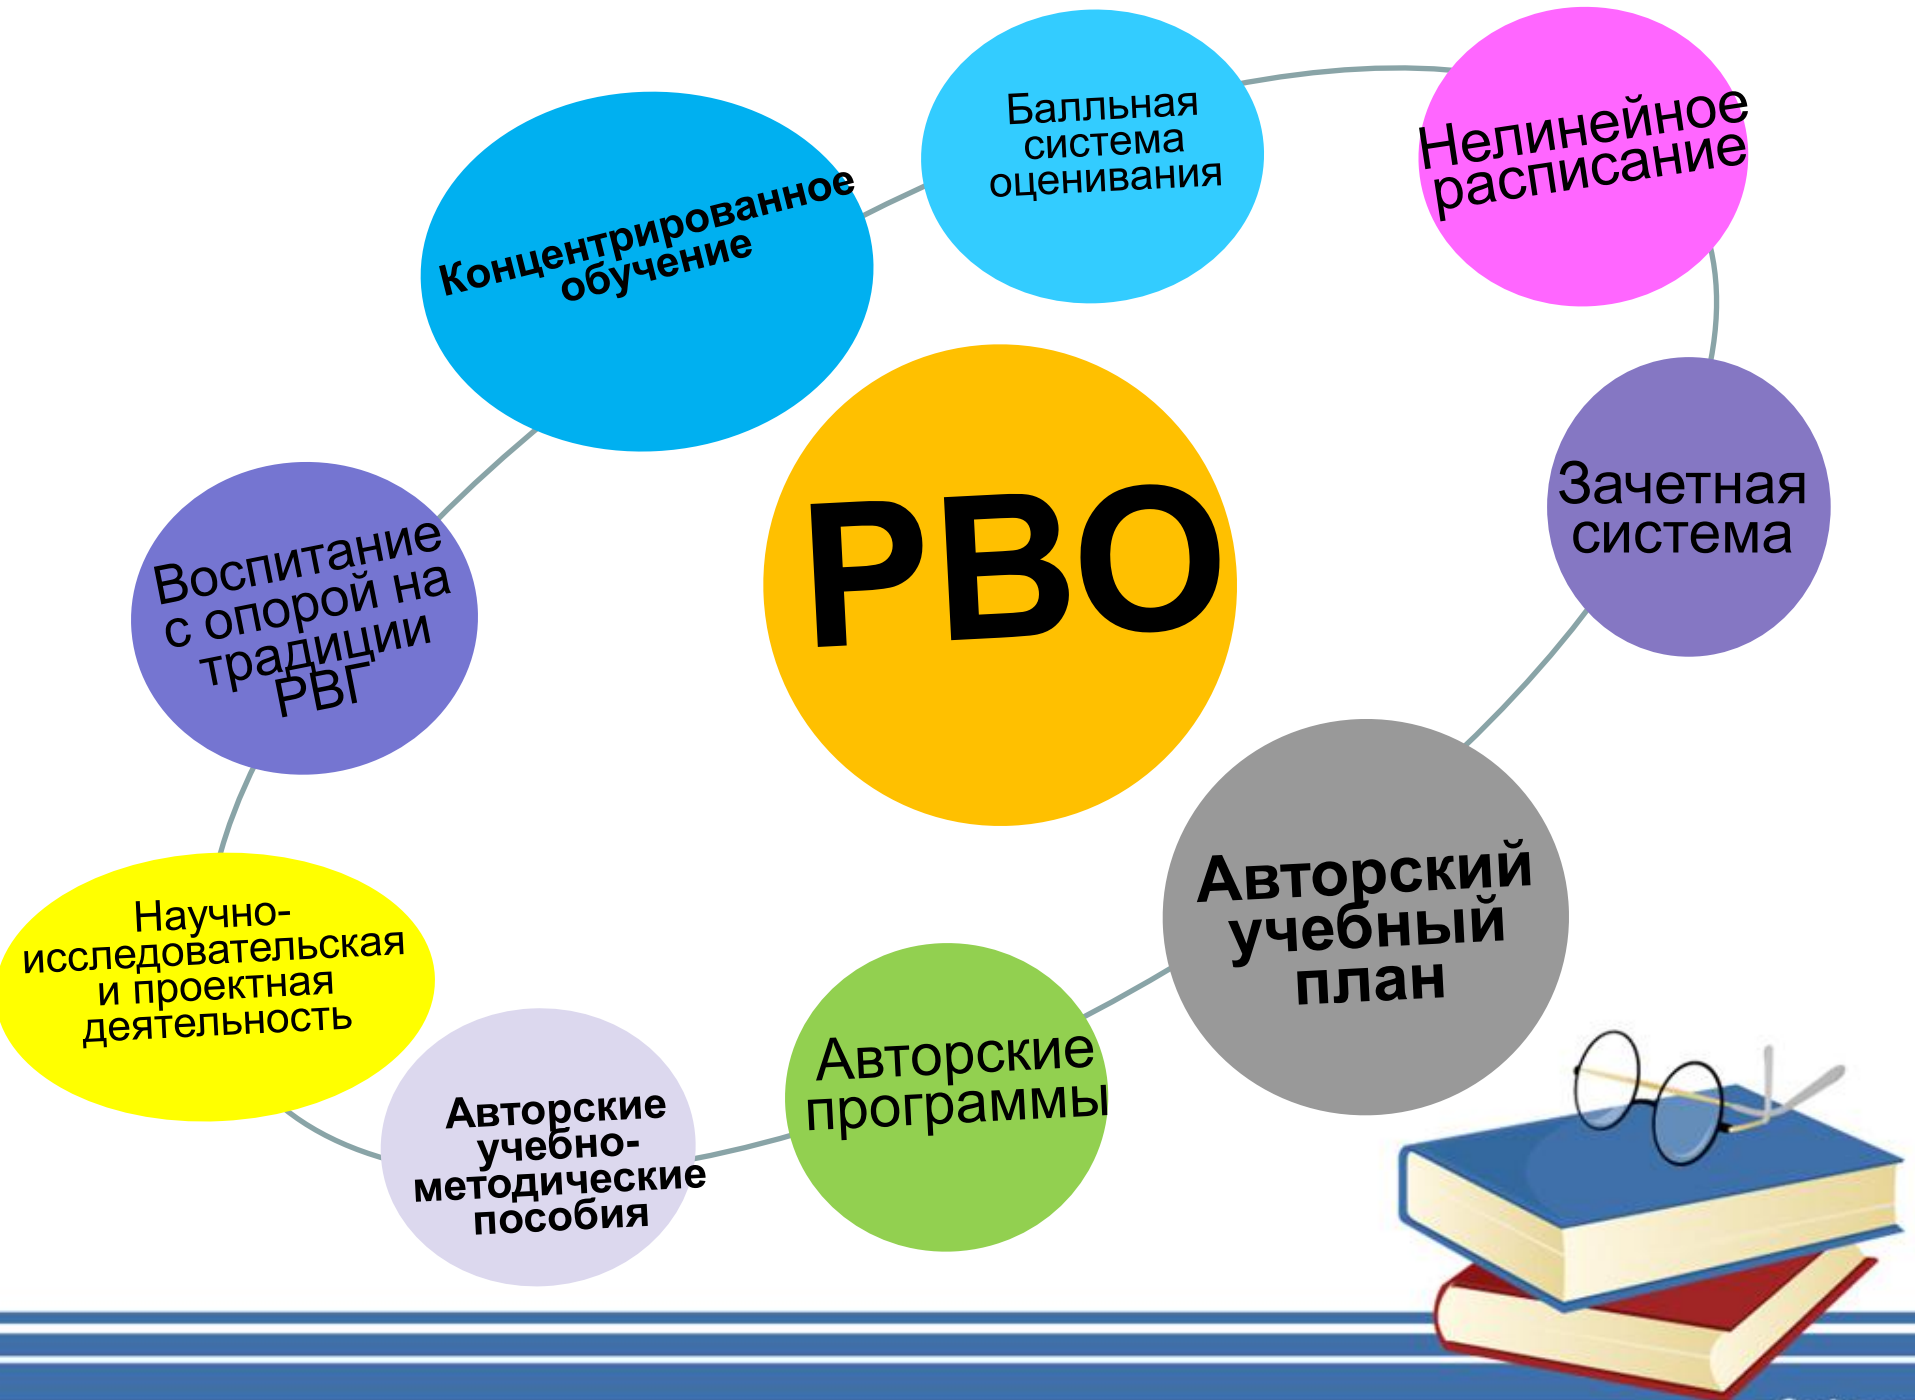 Балльная
система
оценивания
Нелинейное
расписание
Концентрированное
обучение
РВО
Зачетная
система
Воспитание
с опорой на
традиции
РВГ
Авторский
учебный
план
Научно-
исследовательская
и проектная
деятельность
Авторские
программы
Авторские
учебно-
методические
пособия